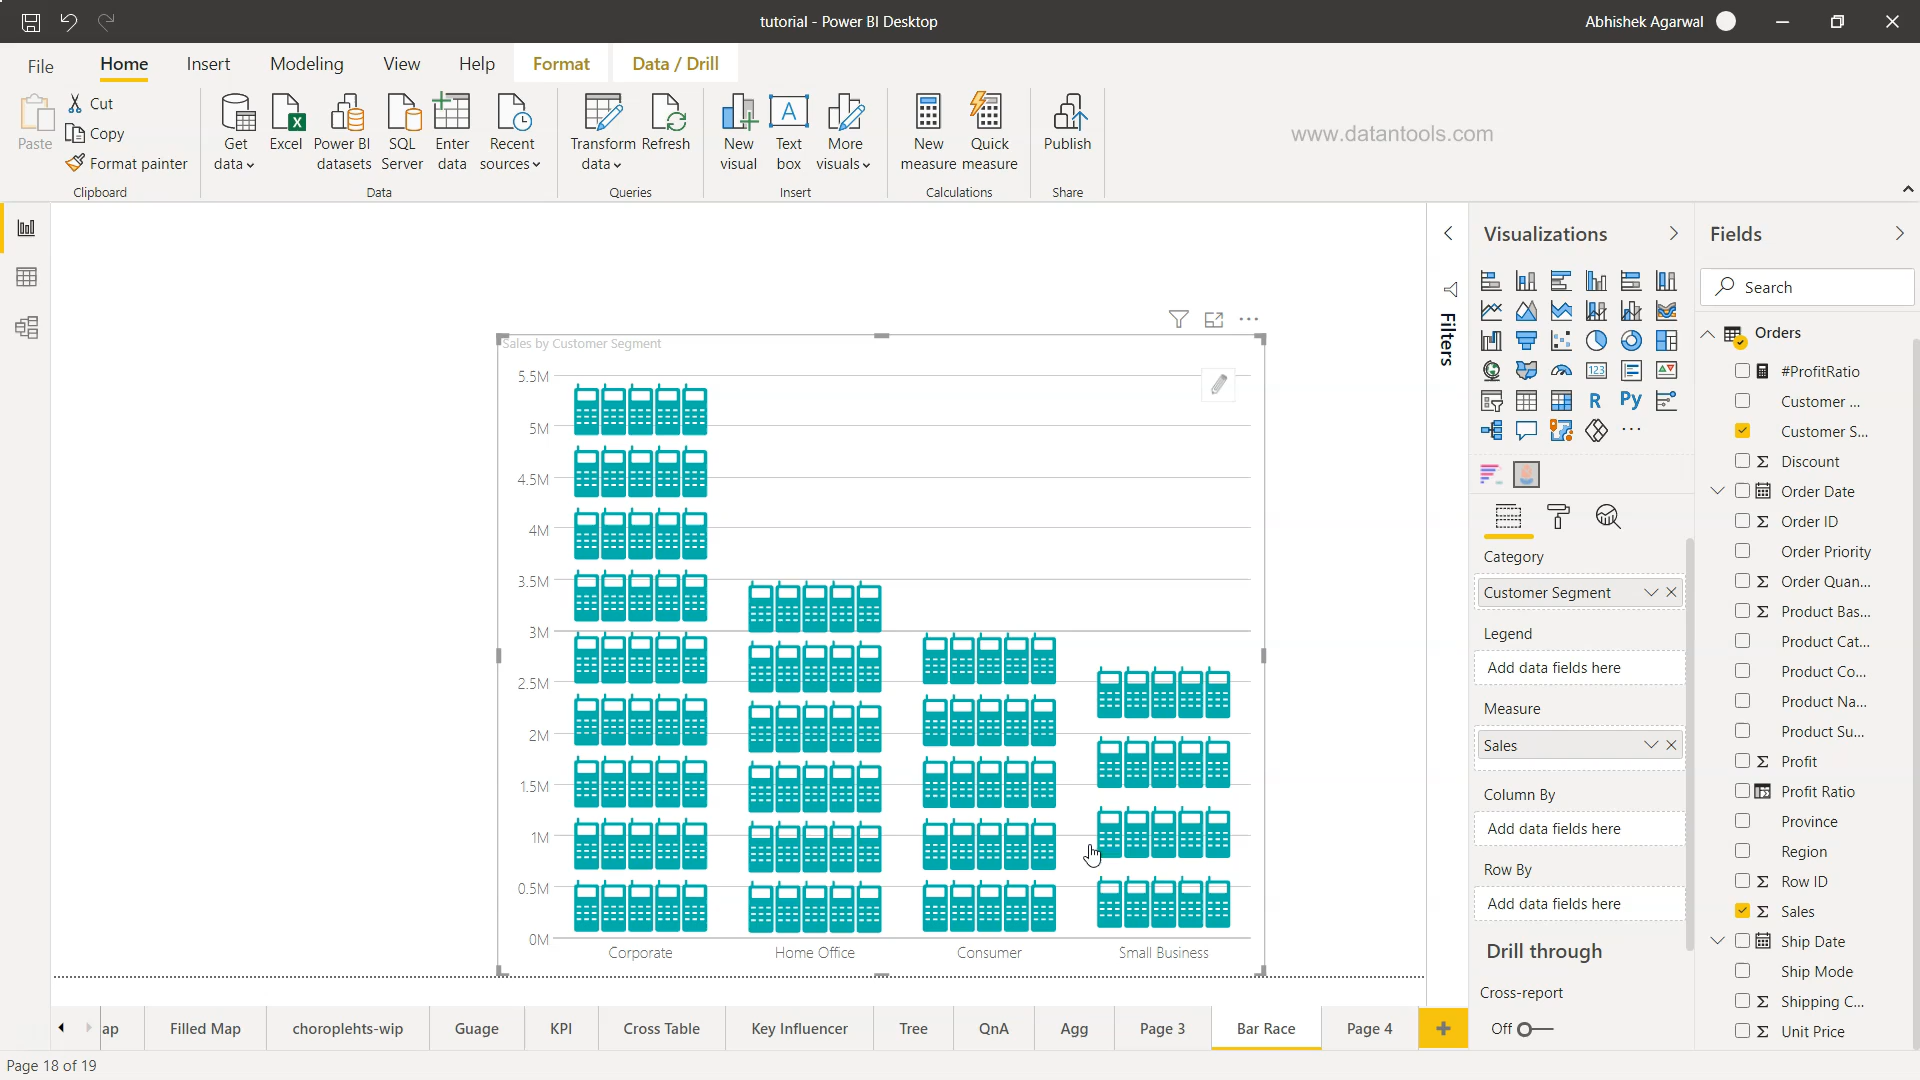 tutorial - Power BI Desktop
Abhishek Agarwal
File
Home
Insert
Modeling
View
Help
Format
Data / Drill
Paste
Cut
Copy
Format painter
Clipboard
Get data
Excel
Power BI datasets
SQL Server
Enter data
Recent sources
Data
Transform data
Refresh
Queries
New visual
Text box
More visuals
Insert
New measure
Quick measure
Calculations
Publish
Share
www.datantools.com
Sales by Customer Segment
5.5M
5M
4.5M
4M
3.5M
3M
2.5M
2M
1.5M
1M
0.5M
0M
Corporate
Home Office
Consumer
Small Business
Filters
Visualizations
123
R
Py
Category
Customer Segment
Legend
Add data fields here
Measure
Sales
Column By
Add data fields here
Row By
Add data fields here
Drill through
Cross-report
Off
Fields
Search
Orders
#ProfitRatio
Customer ...
Customer S...
Discount
Order Date
Order ID
Order Priority
Order Quan...
Product Bas...
Product Cat...
Product Co...
Product Na...
Product Su...
Profit
Profit Ratio
Province
Region
Row ID
Sales
Ship Date
Ship Mode
Shipping C...
Unit Price
ap
Filled Map
choroplehts-wip
Guage
KPI
Cross Table
Key Influencer
Tree
QnA
Agg
Page 3
Bar Race
Page 4
Page 18 of 19